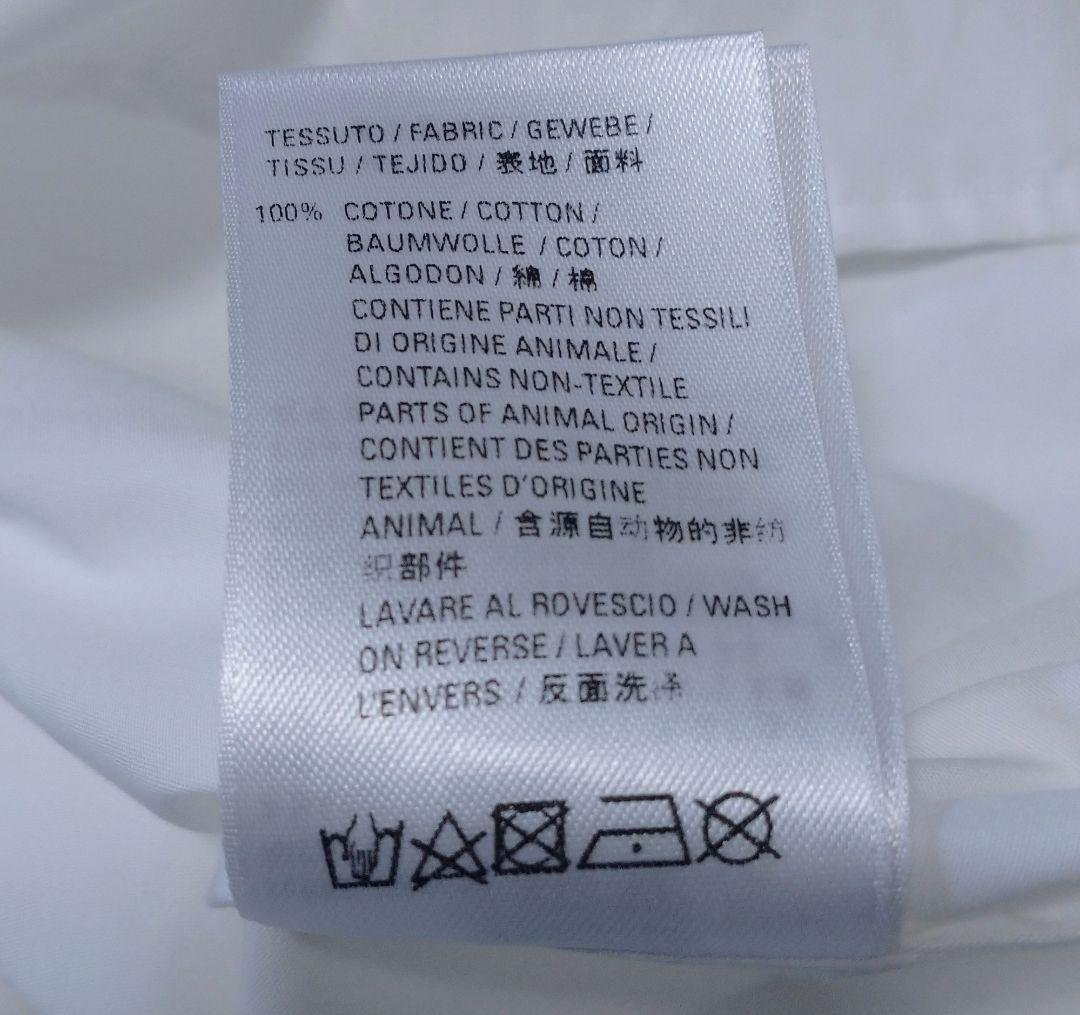 TESSUTO / FABRIC / GEWEBE /
TISSU / TEJIDO / 表地 / 面料
100% COTONE / COTTON /
BAUMWOLLE / COTON /
ALGODON / 綿 / 棉
CONTIENE PARTI NON TESSILI
DI ORIGINE ANIMALE /
CONTAINS NON-TEXTILE
PARTS OF ANIMAL ORIGIN /
CONTIENT DES PARTIES NON
TEXTILES D'ORIGINE
ANIMAL / 含源自动物的非纺
织部件
LAVARE AL ROVESCIO / WASH
ON REVERSE / LAVER A
L'ENVERS / 反面洗涤